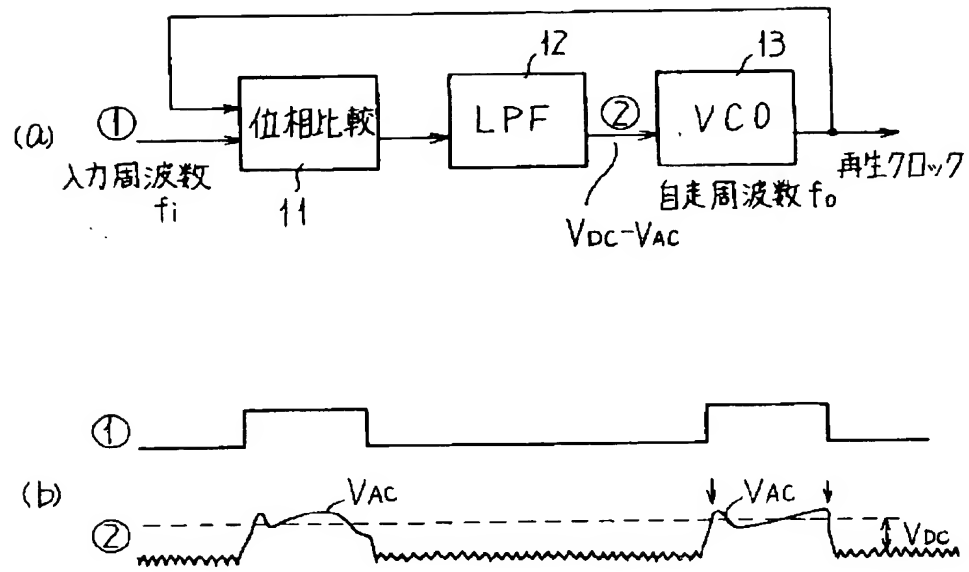 12
13
(a)
①
位相比較
LPF
②
VCO
入力周波数
fi
11
自走周波数 fo
再生クロック
VDC-VAC
①
(b)
②
VAC
VAC
VDC